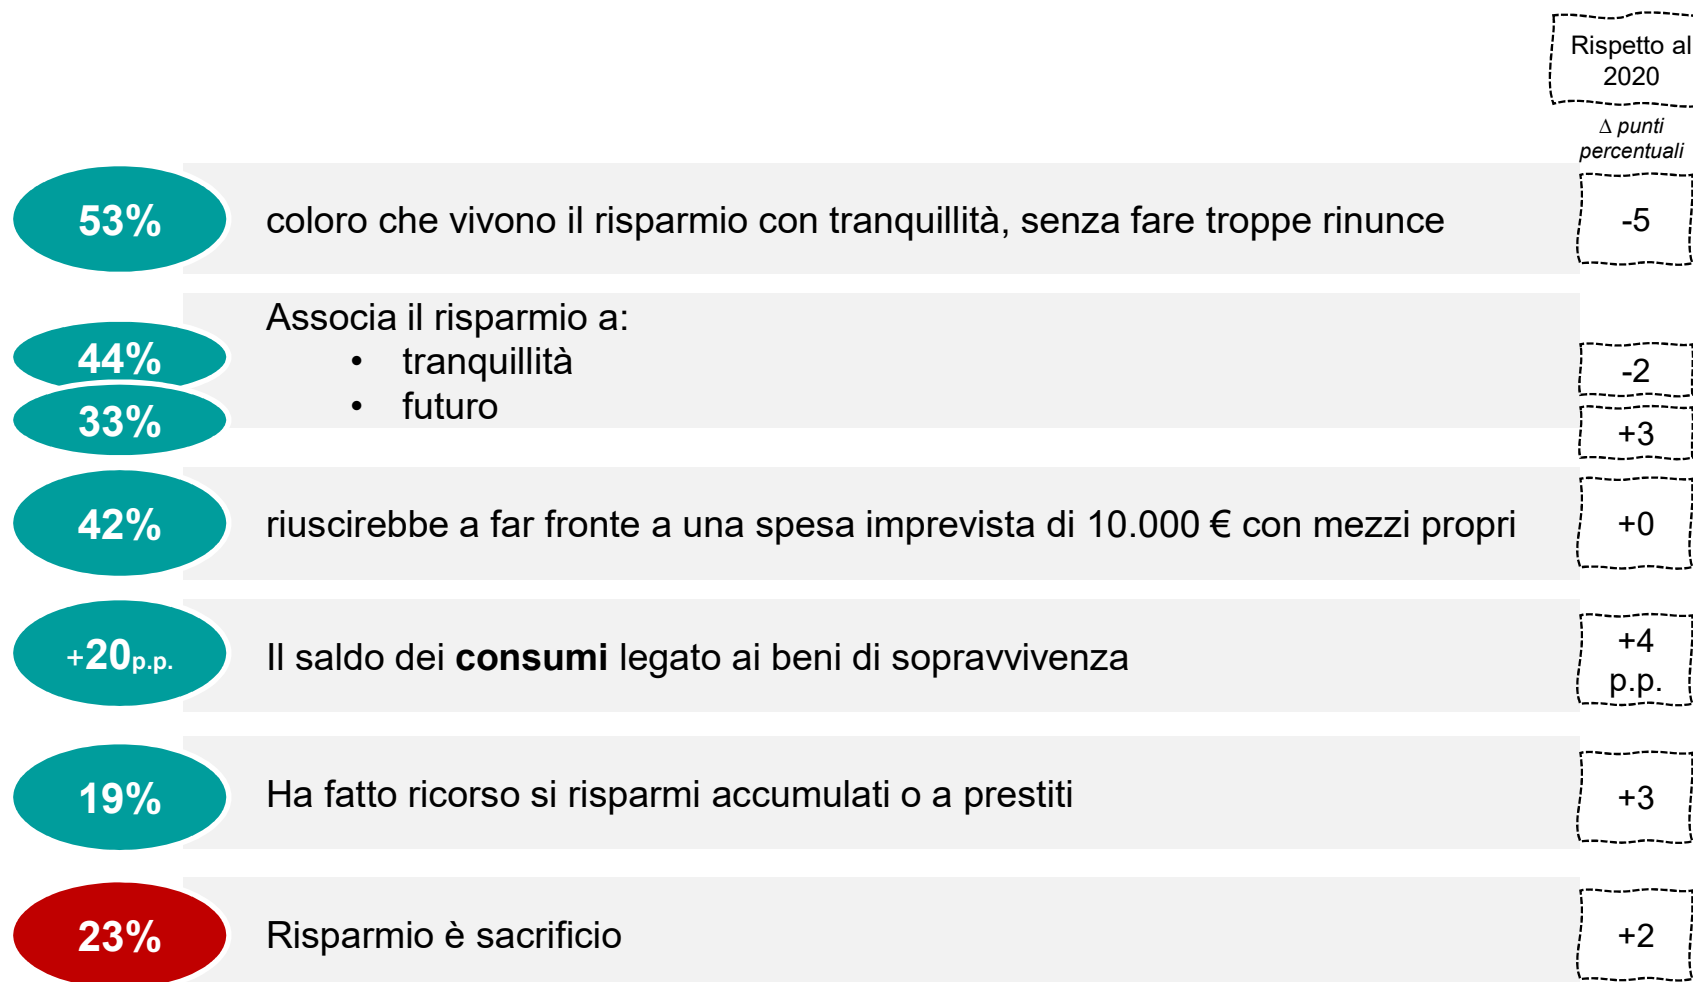 Rispetto al
2020
Δ punti
percentuali
53%
coloro che vivono il risparmio con tranquillità, senza fare troppe rinunce
-5
Associa il risparmio a:
44%
• tranquillità
-2
33%
• futuro
+3
42%
riuscirebbe a far fronte a una spesa imprevista di 10.000 € con mezzi propri
+0
+20p.p.
Il saldo dei consumi legato ai beni di sopravvivenza
+4
p.p.
19%
Ha fatto ricorso si risparmi accumulati o a prestiti
+3
23%
Risparmio è sacrificio
+2